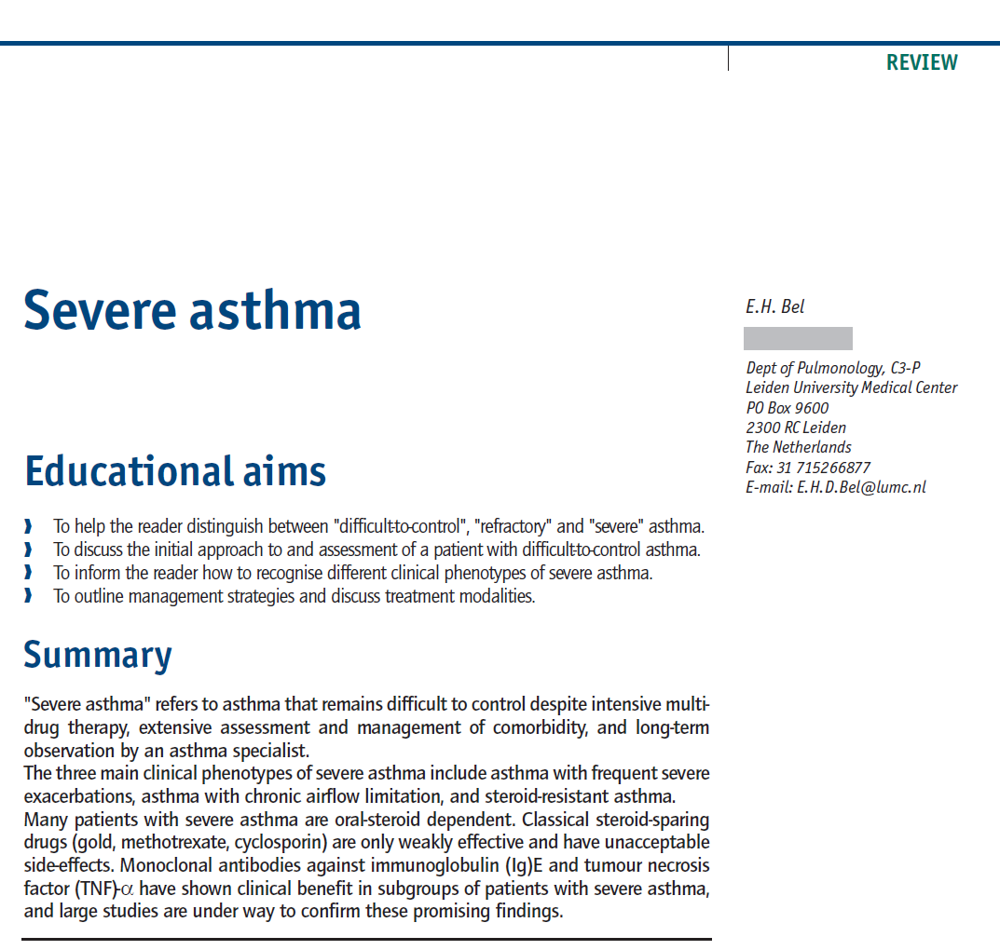 REVIEW
Severe asthma
E.H. Bel
Dept of Pulmonology, C3-P
Leiden University Medical Center
PO Box 9600
2300 RC Leiden
The Netherlands
Fax: 31 715266877
E-mail: E.H.D.Bel@lumc.nl
Educational aims
❱ To help the reader distinguish between "difficult-to-control", "refractory" and "severe" asthma.
❱ To discuss the initial approach to and assessment of a patient with difficult-to-control asthma.
❱ To inform the reader how to recognise different clinical phenotypes of severe asthma.
❱ To outline management strategies and discuss treatment modalities.
Summary
"Severe asthma" refers to asthma that remains difficult to control despite intensive multi-
drug therapy, extensive assessment and management of comorbidity, and long-term
observation by an asthma specialist.
The three main clinical phenotypes of severe asthma include asthma with frequent severe
exacerbations, asthma with chronic airflow limitation, and steroid-resistant asthma.
Many patients with severe asthma are oral-steroid dependent. Classical steroid-sparing
drugs (gold, methotrexate, cyclosporin) are only weakly effective and have unacceptable
side-effects. Monoclonal antibodies against immunoglobulin (Ig)E and tumour necrosis
factor (TNF)-α have shown clinical benefit in subgroups of patients with severe asthma,
and large studies are under way to confirm these promising findings.